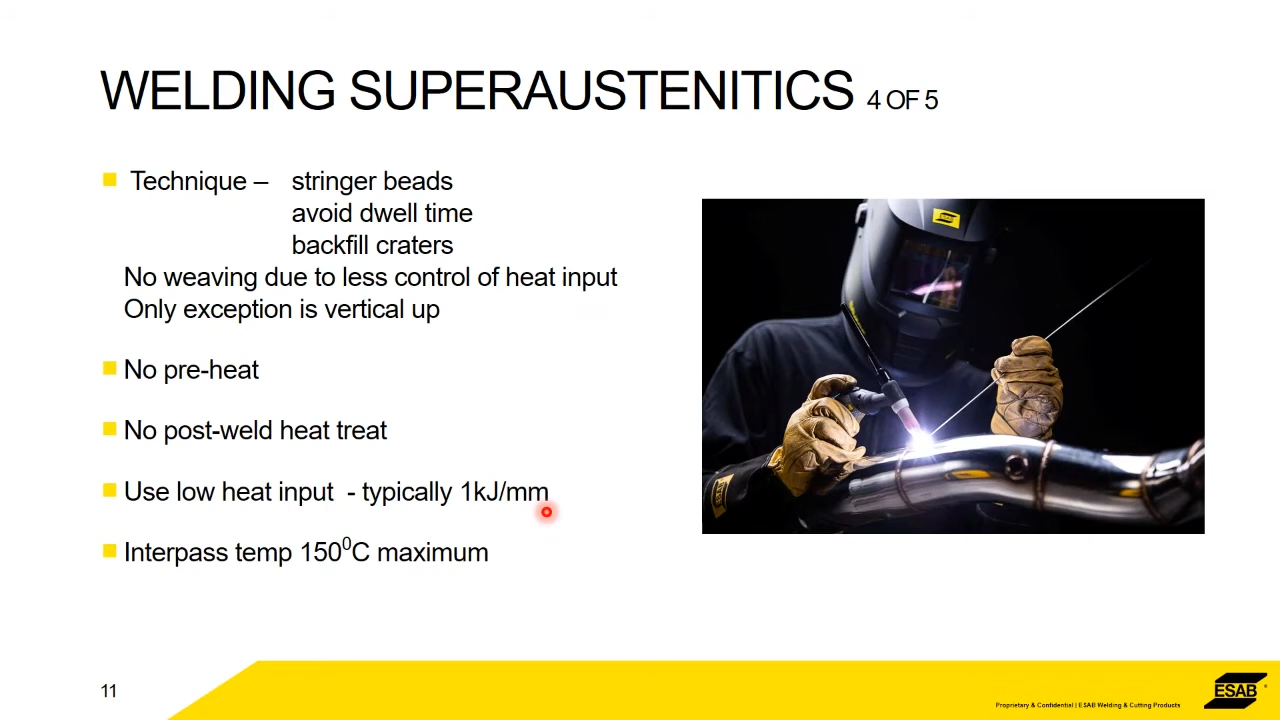 WELDING SUPERAUSTENITICS 4 OF 5
Technique – stringer beads
avoid dwell time
backfill craters
No weaving due to less control of heat input
Only exception is vertical up
No pre-heat
No post-weld heat treat
Use low heat input - typically 1kJ/mm
Interpass temp 150⁰C maximum
11
Proprietary & Confidential | ESAB Welding & Cutting Products
ESAB